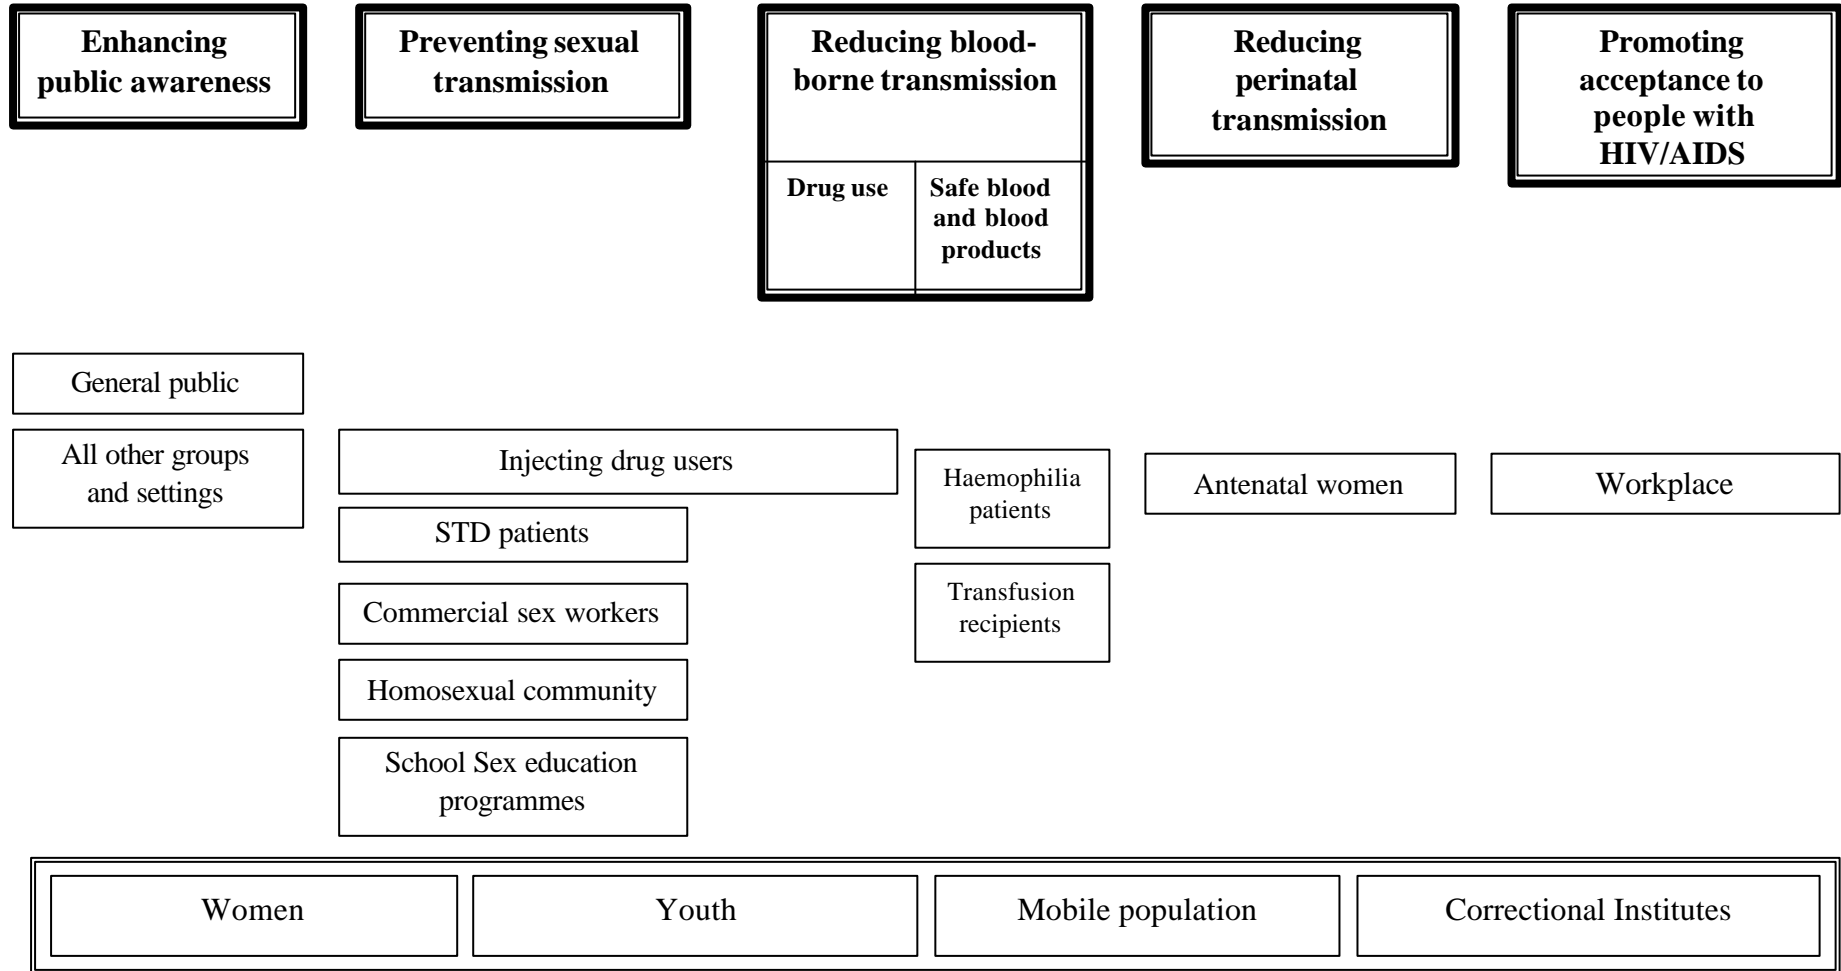 Enhancing
public awareness
Preventing sexual
transmission
Reducing blood-
borne transmission
Drug use
Safe blood
and blood
products
Reducing
perinatal
transmission
Promoting
acceptance to
people with
HIV/AIDS
General public
All other groups
and settings
Injecting drug users
STD patients
Commercial sex workers
Homosexual community
School Sex education
programmes
Haemophilia
patients
Transfusion
recipients
Antenatal women
Workplace
Women
Youth
Mobile population
Correctional Institutes